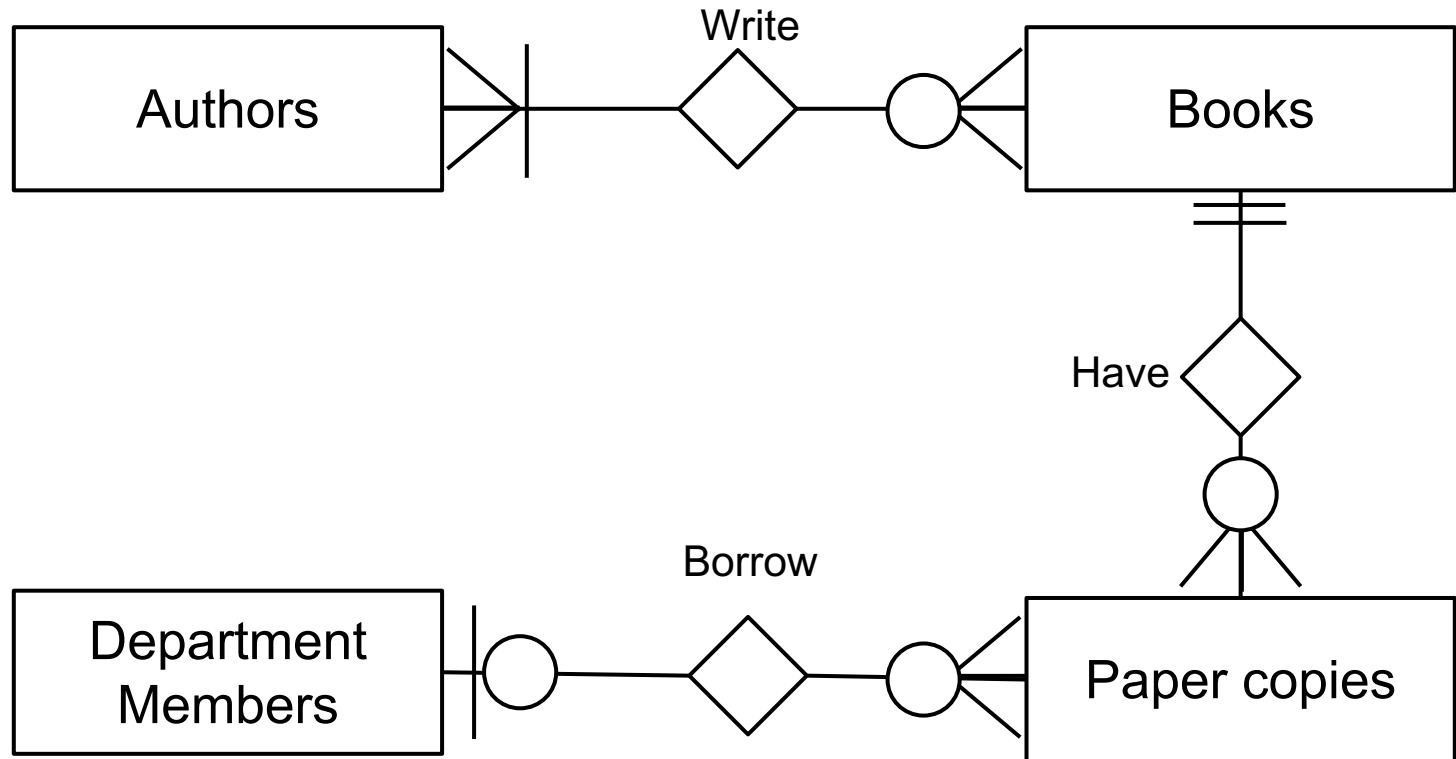 Write
Authors
Books
Have
Borrow
Department
Members
Paper copies